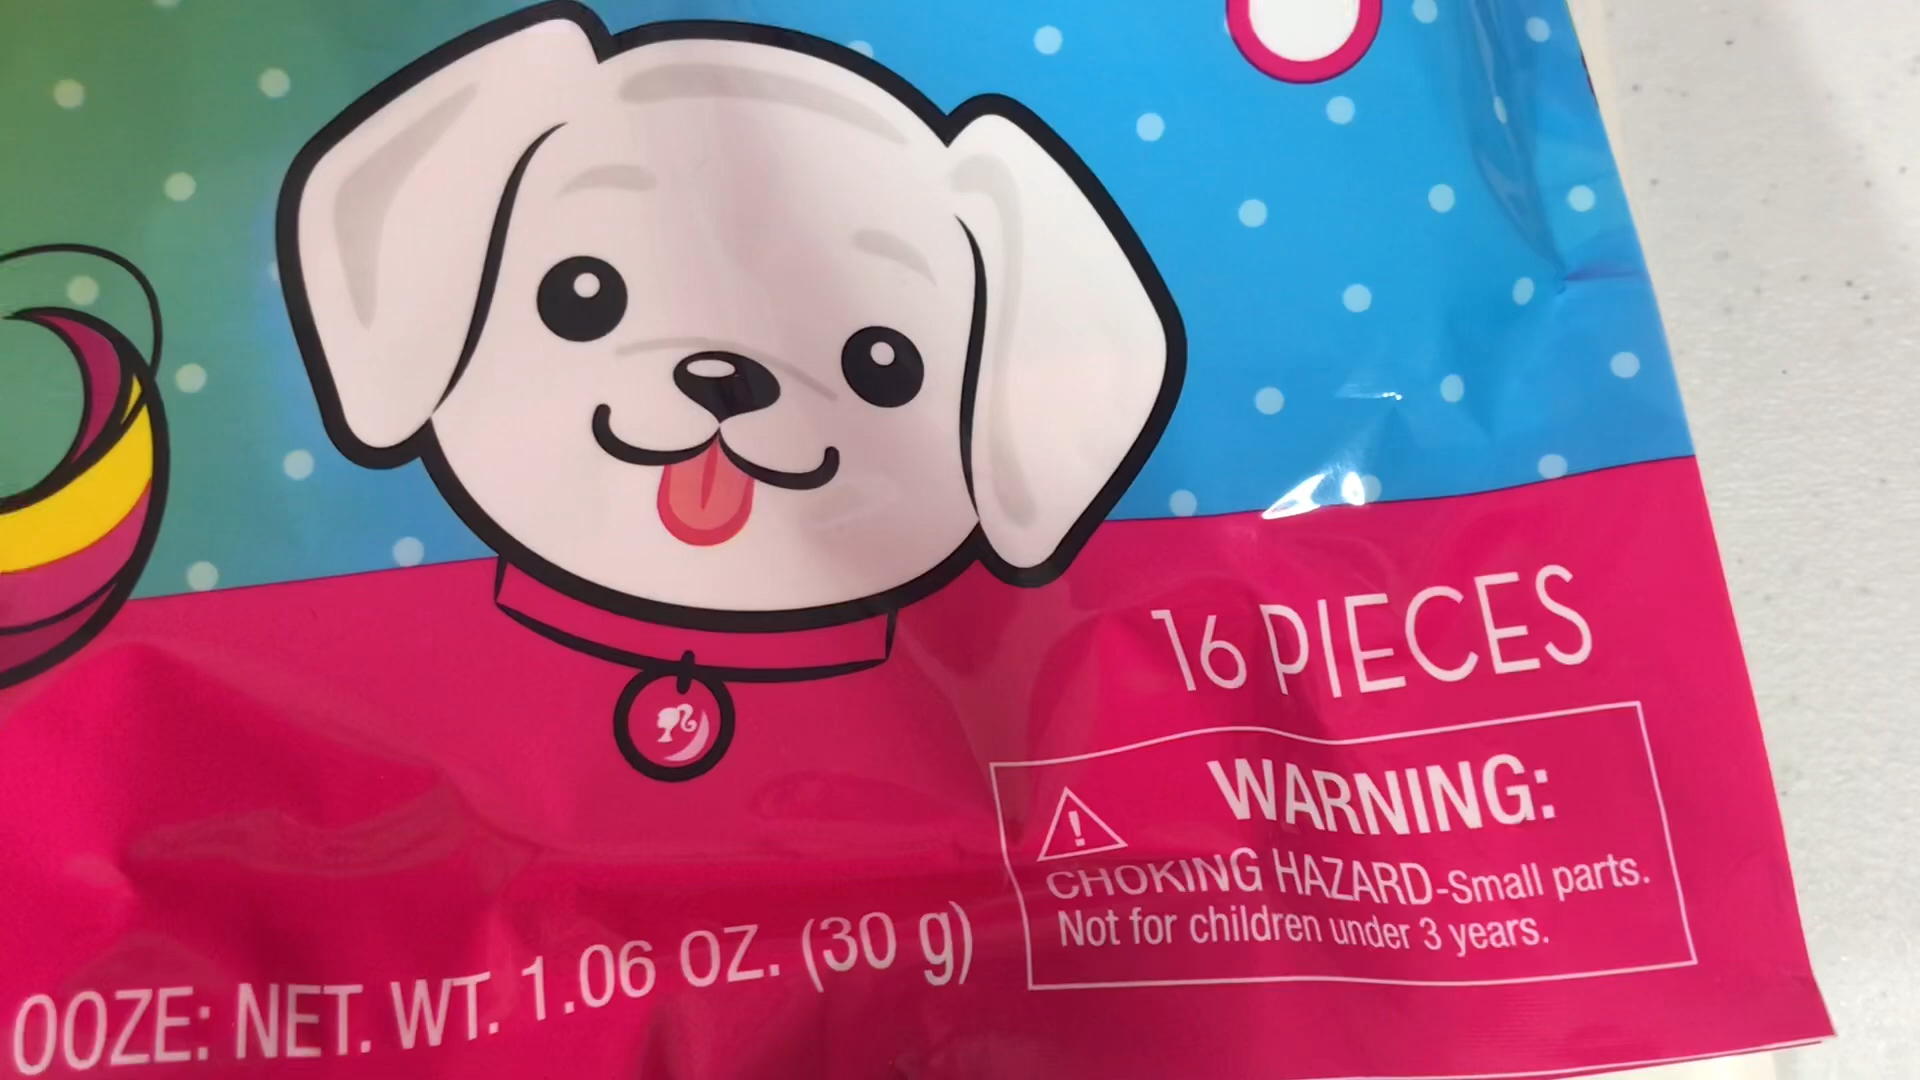 16 PIECES
WARNING:
CHOKING HAZARD-Small parts.
Not for children under 3 years.
OOZE: NET. WT. 1.06 OZ. (30 g)